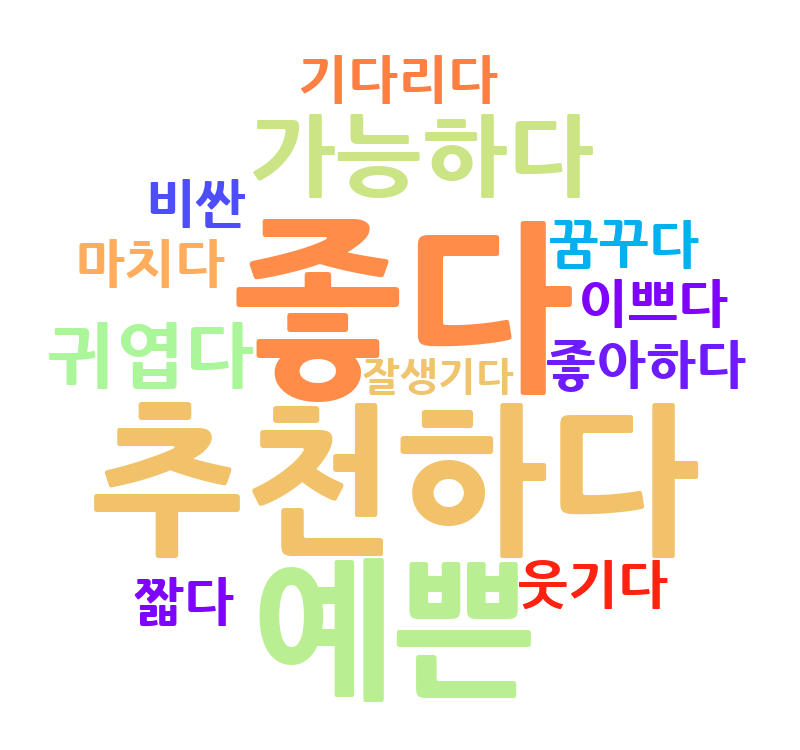 기다리다
가능하다
비싼
좋다
꿈꾸다
마치다
이쁘다
귀엽다
좋아하다
잘생기다
추천하다
예쁜
웃기다
짧다